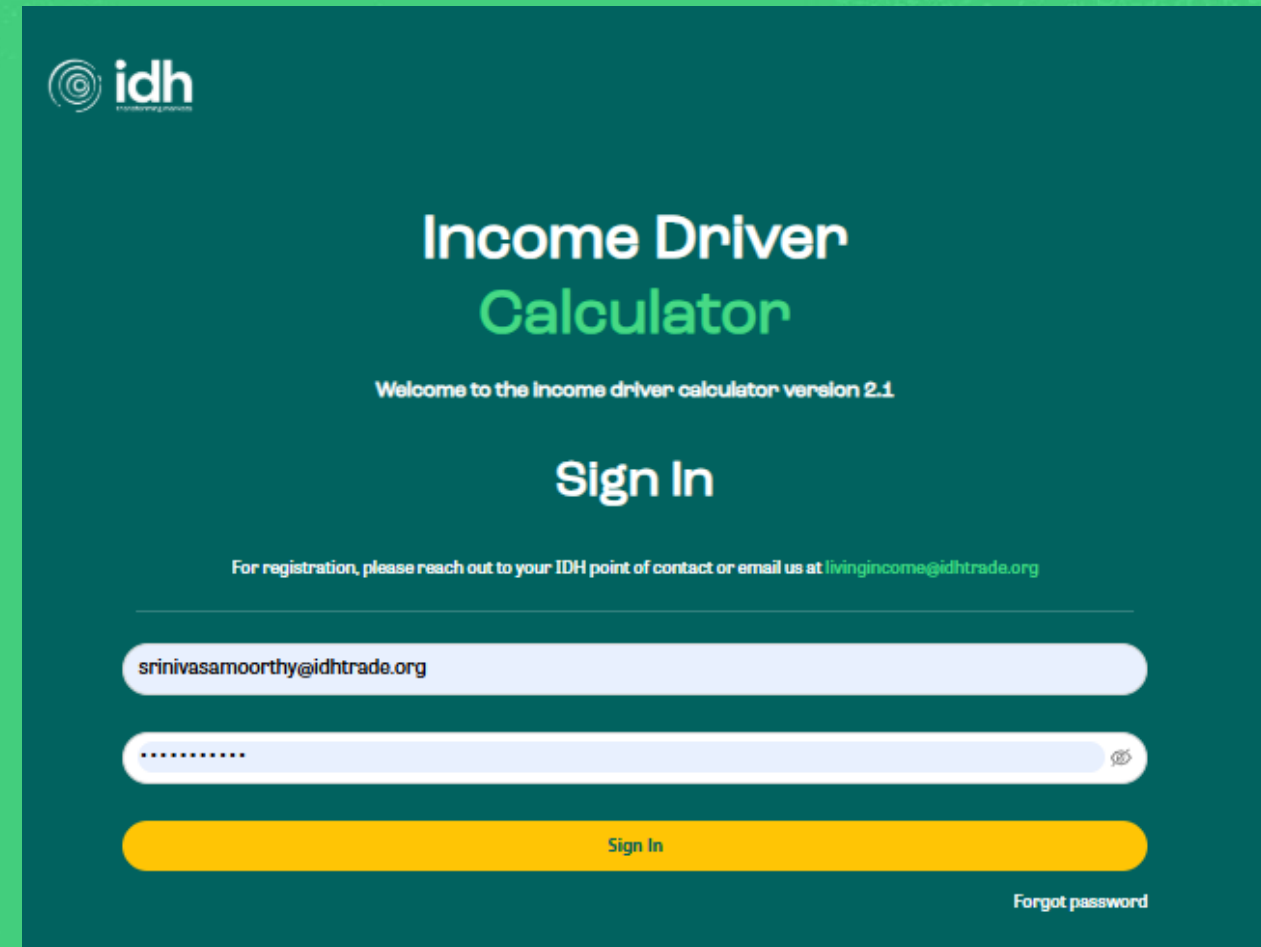 idh
transforming markets
Income Driver
Calculator
Welcome to the income driver calculator version 2.1
Sign In
For registration, please reach out to your IDH point of contact or email us at livingincome@idhtrade.org
srinivasamoorthy@idhtrade.org
...........
Sign In
Forgot password